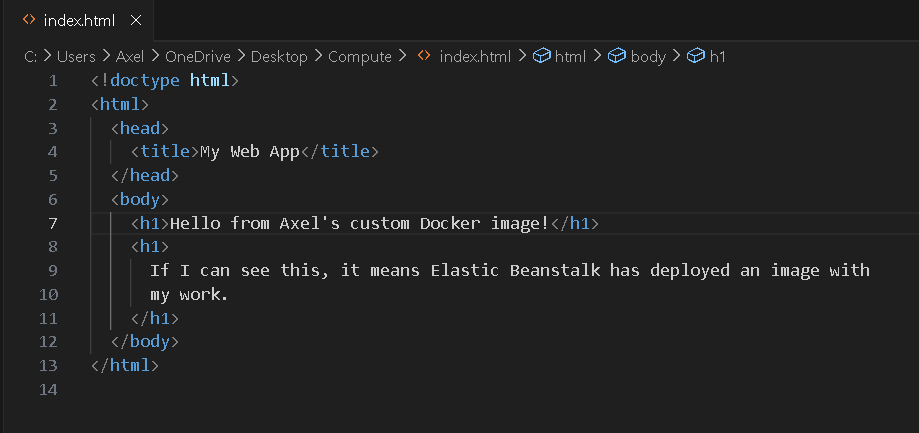 index.html
C: > Users > Axel > OneDrive > Desktop > Compute > index.html > html > body > h1
1 <!doctype html>
2 <html>
3 <head>
4 <title>My Web App</title>
5 </head>
6 <body>
7 <h1>Hello from Axel's custom Docker image!</h1>
8 <h1>
9 If I can see this, it means Elastic Beanstalk has deployed an image with
10 my work.
11 </h1>
12 </body>
13 </html>
14